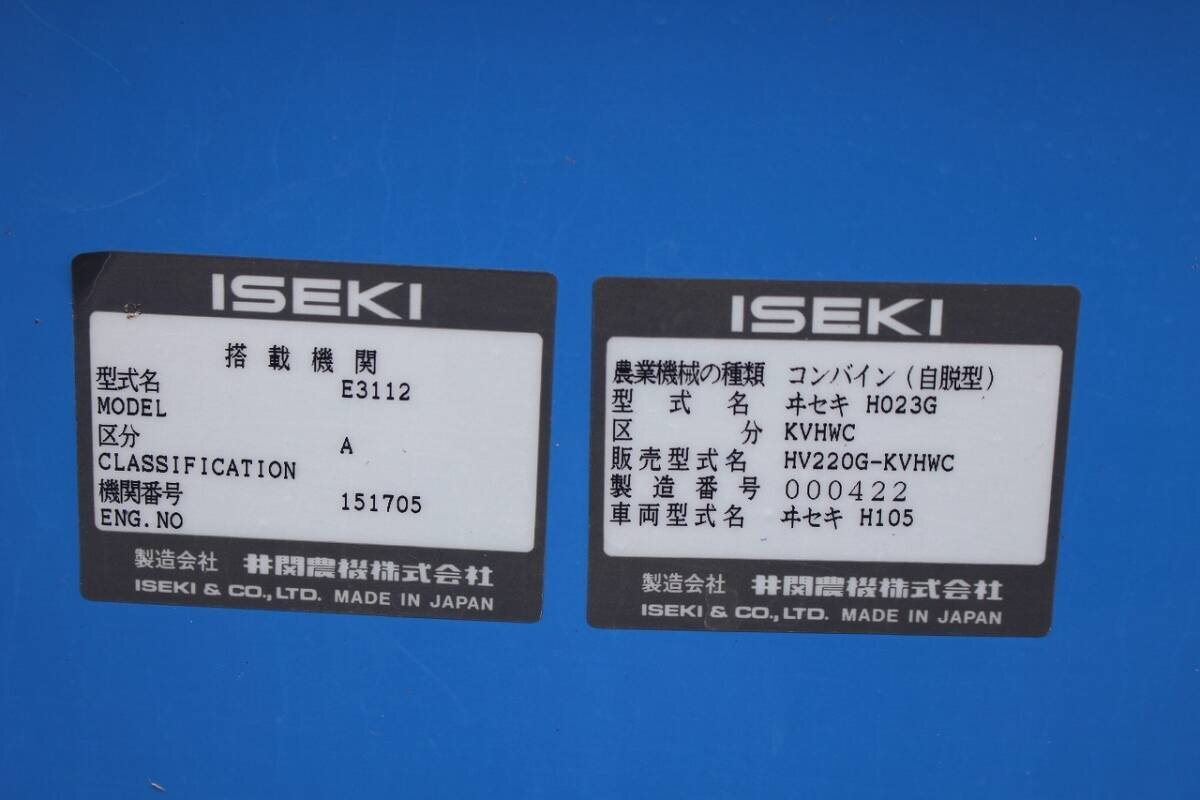 ISEKI
搭載機関
型式名 E3112
MODEL
区分 A
CLASSIFICATION
機関番号 151705
ENG.NO
製造会社 井関農機株式会社
ISEKI & CO.,LTD. MADE IN JAPAN
ISEKI
農業機械の種類 コンバイン(自脱型)
型式名 ヰセキ HO23G
区分 KVHWC
販売型式名 HV220G-KVHWC
製造番号 000422
車両型式名 ヰセキ H105
製造会社 井関農機株式会社
ISEKI & CO.,LTD. MADE IN JAPAN